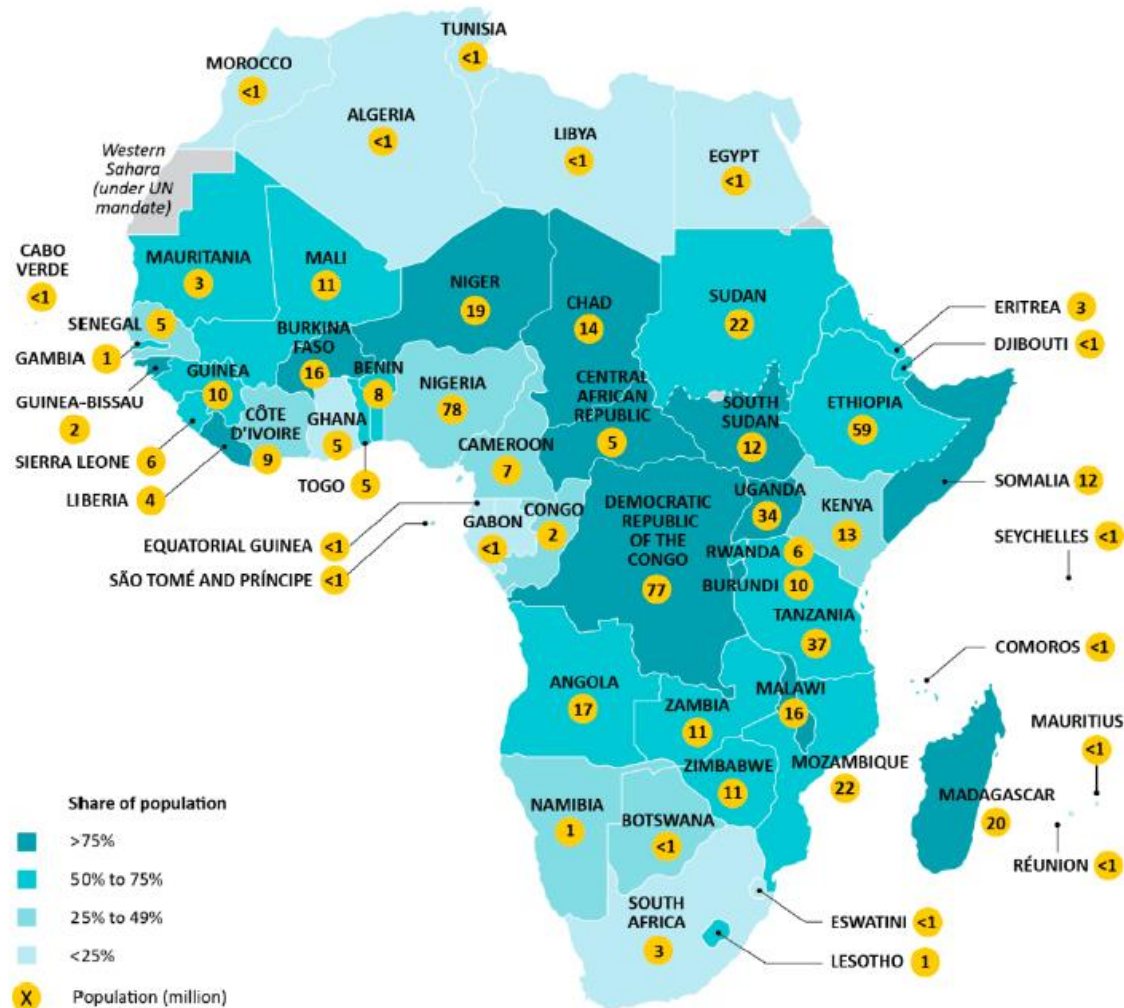 TUNISIA
<1
MOROCCO
<1
ALGERIA
<1
LIBYA
<1
EGYPT
<1
Western
Sahara
(under UN
mandate)
CABO
VERDE
<1
MAURITANIA
3
MALI
11
NIGER
19
CHAD
14
SUDAN
22
ERITREA 3
DJIBOUTI <1
SENEGAL 5
GAMBIA 1
GUINEA-BISSAU
2
GUINEA
10
BURKINA
FASO
16
BENIN
8
NIGERIA
78
CENTRAL
AFRICAN
REPUBLIC
5
SOUTH
SUDAN
12
ETHIOPIA
59
SIERRA LEONE 6
LIBERIA 4
CÔTE
D'IVOIRE
9
GHANA
5
TOGO 5
CAMEROON
7
SOMALIA 12
EQUATORIAL GUINEA <1
SÃO TOMÉ AND PRÍNCIPE <1
GABON
<1
CONGO
2
DEMOCRATIC
REPUBLIC
OF THE
CONGO
77
UGANDA
34
KENYA
13
RWANDA 6
BURUNDI 10
TANZANIA
37
SEYCHELLES <1
COMOROS <1
ANGOLA
17
ZAMBIA
11
MALAWI
16
MAURITIUS
<1
ZIMBABWE
11
MOZAMBIQUE
22
MADAGASCAR
20
RÉUNION <1
NAMIBIA
1
BOTSWANA
<1
SOUTH
AFRICA
3
ESWATINI <1
LESOTHO 1
Share of population
>75%
50% to 75%
25% to 49%
<25%
X Population (million)